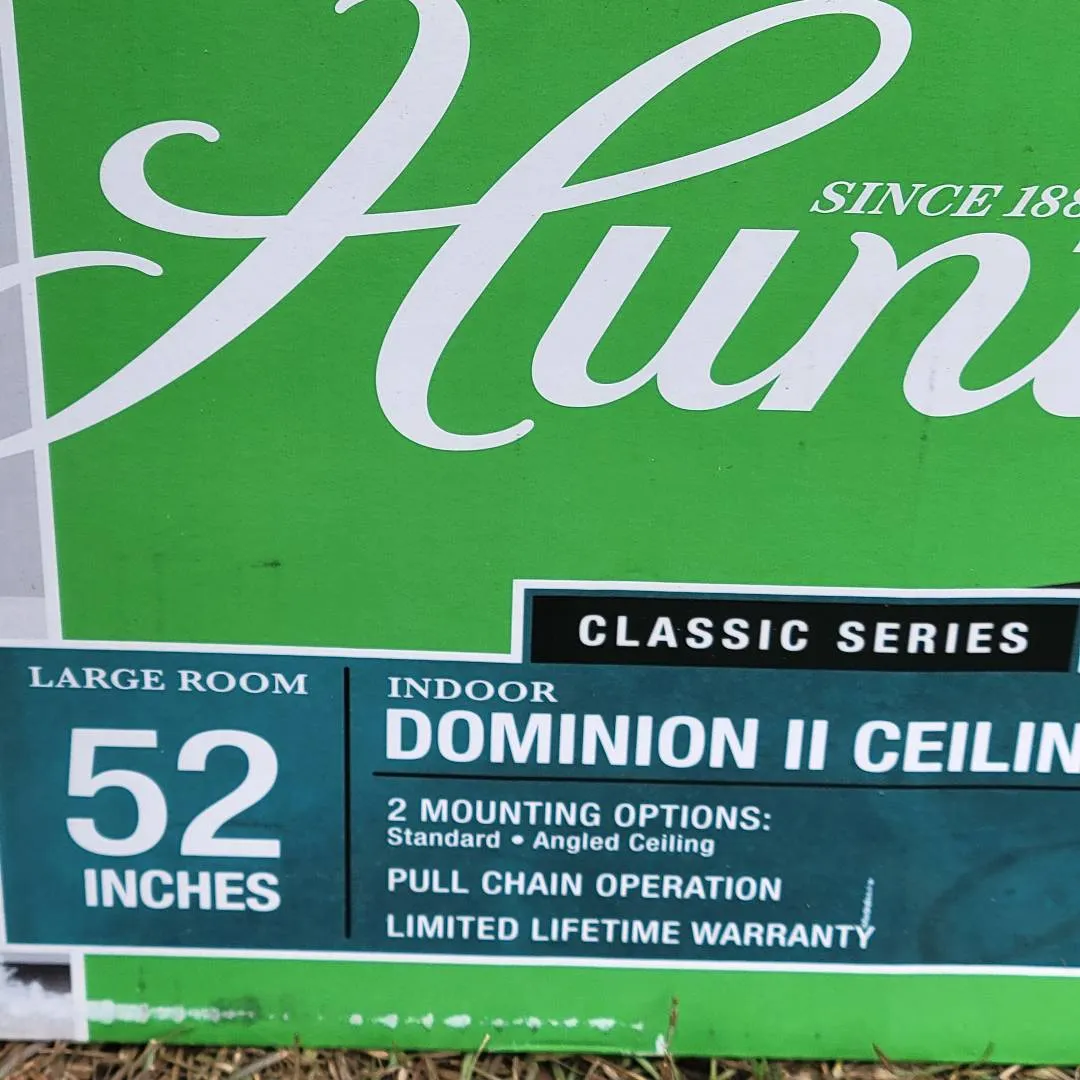 SINCE 188
Hunt
CLASSIC SERIES
LARGE ROOM
52
INCHES
INDOOR
DOMINION II CEILIN
2 MOUNTING OPTIONS:
Standard • Angled Ceiling
PULL CHAIN OPERATION
LIMITED LIFETIME WARRANTY